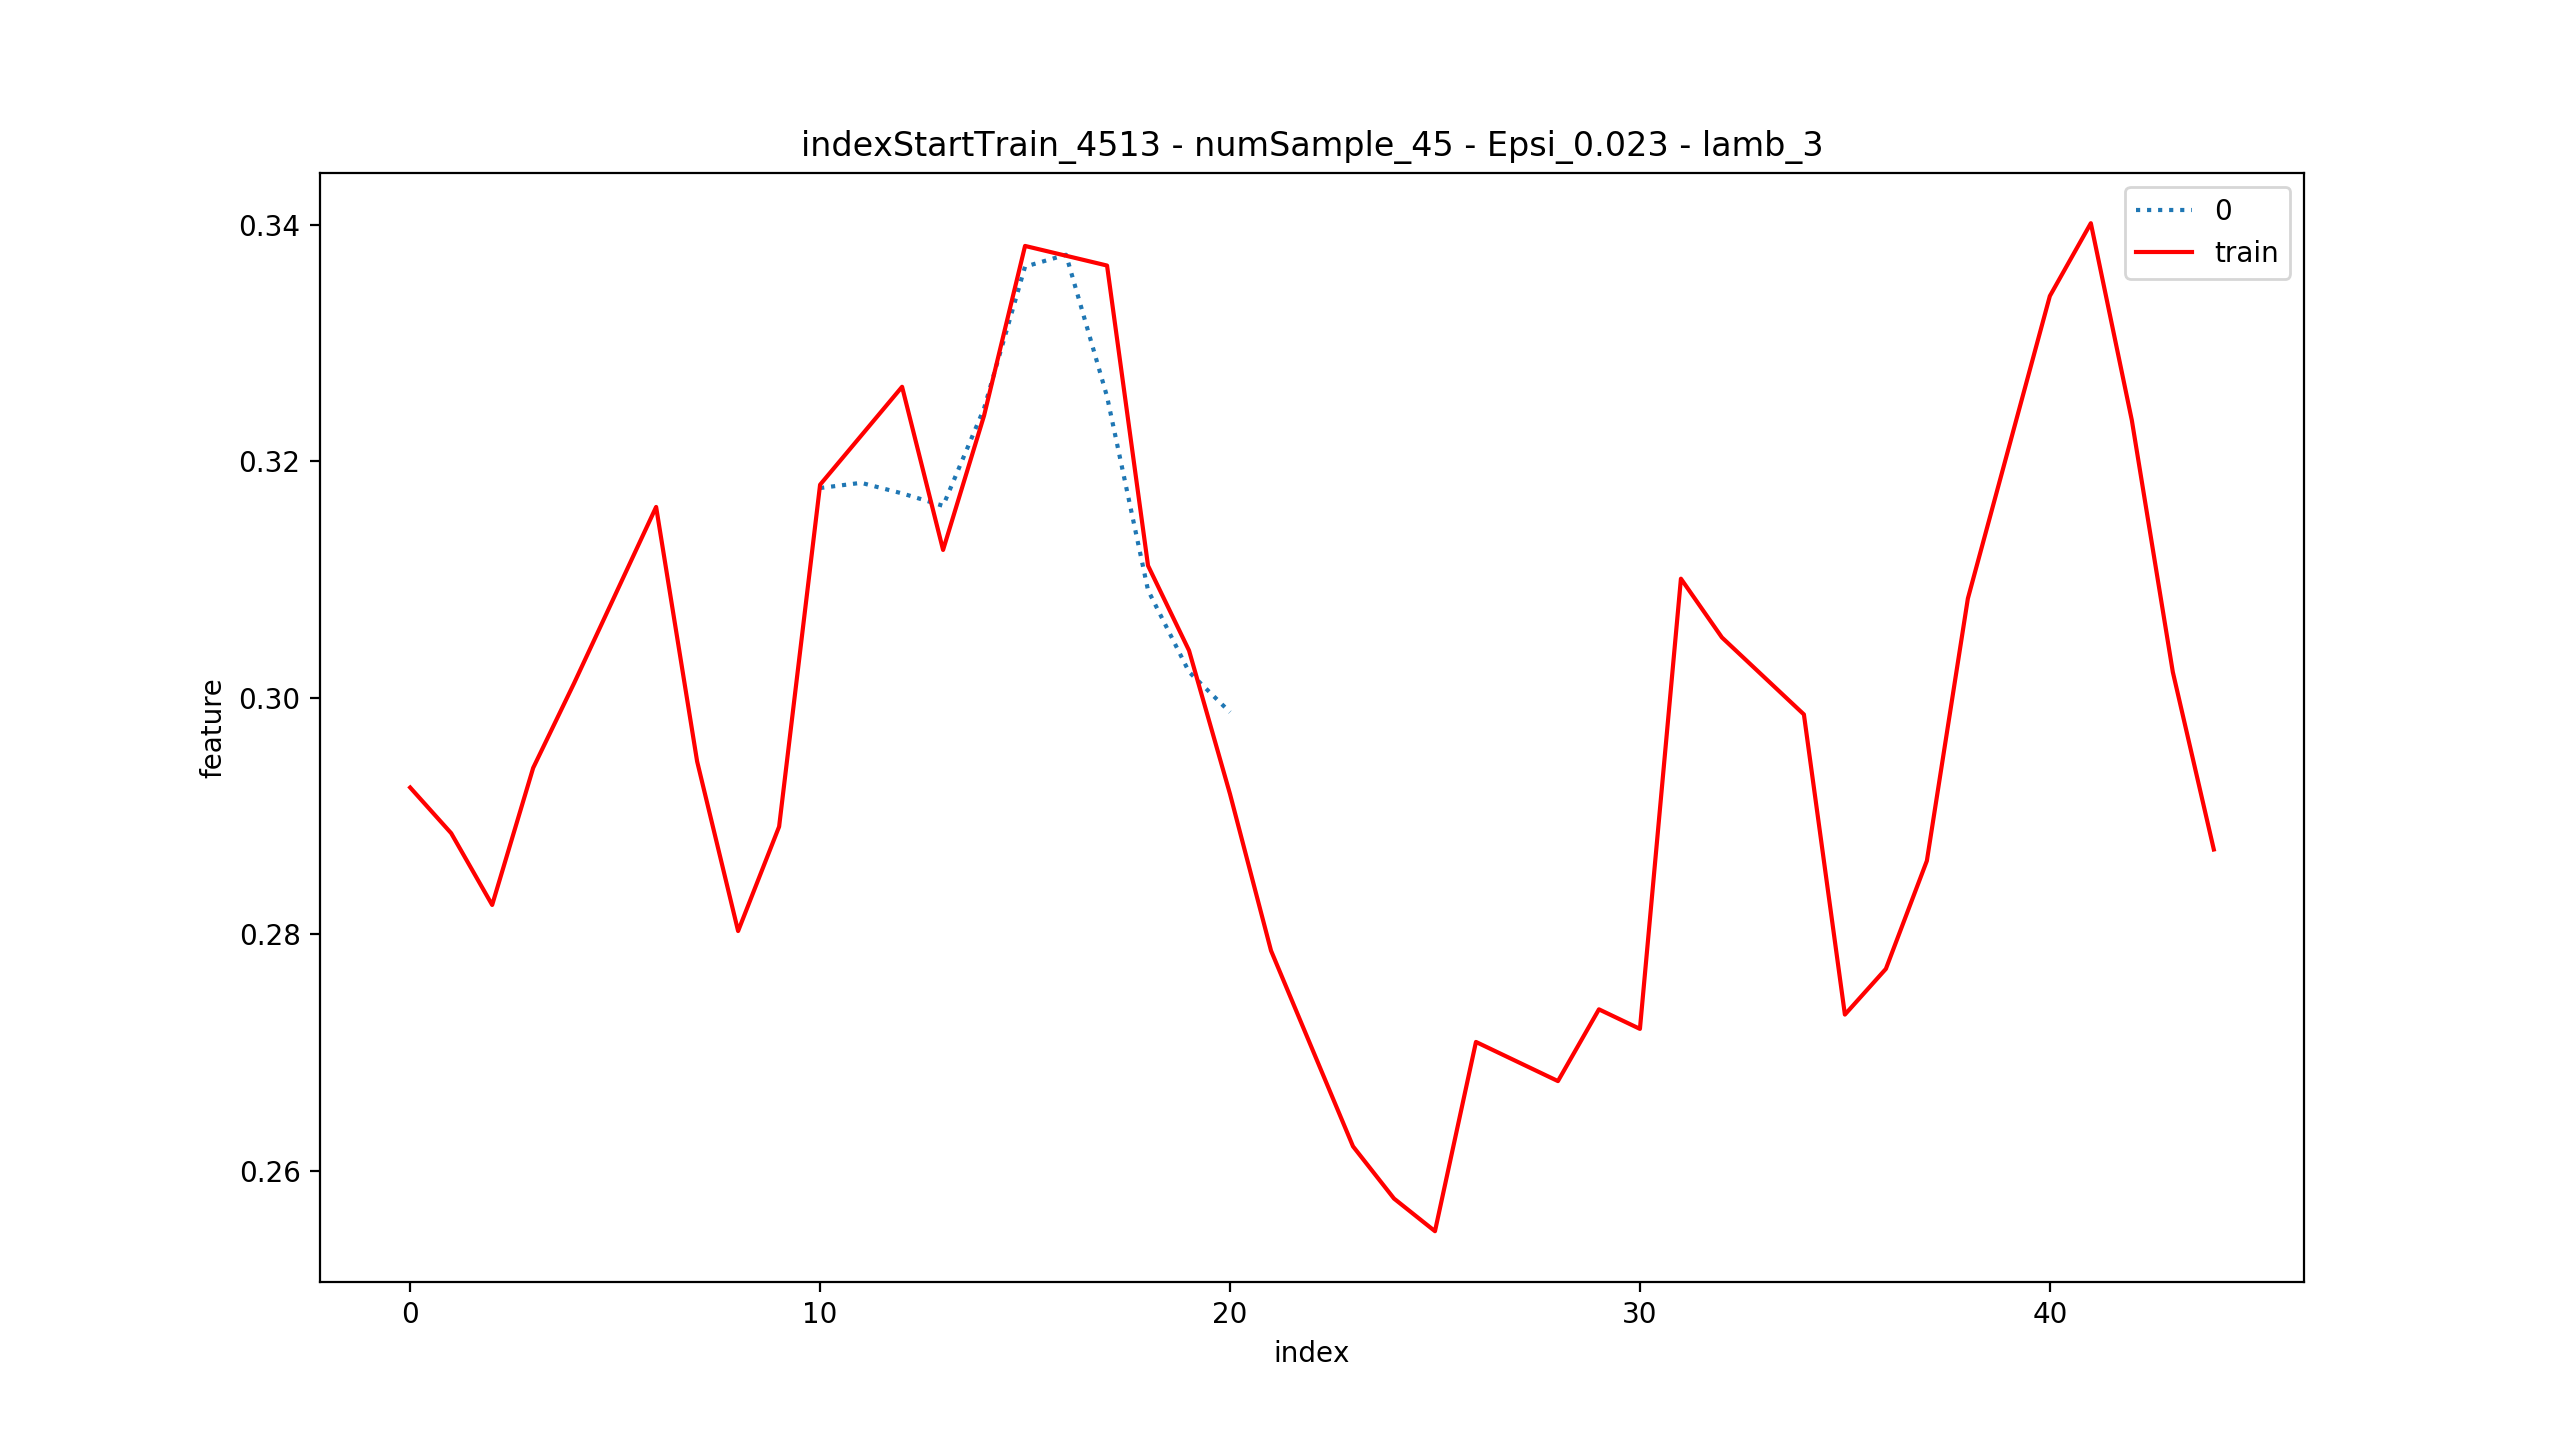 indexStartTrain_4513 - numSample_45 - Epsi_0.023 - lamb_3
0
train
0.34
0.32
0.30
0.28
0.26
feature
0 10 20 30 40
index